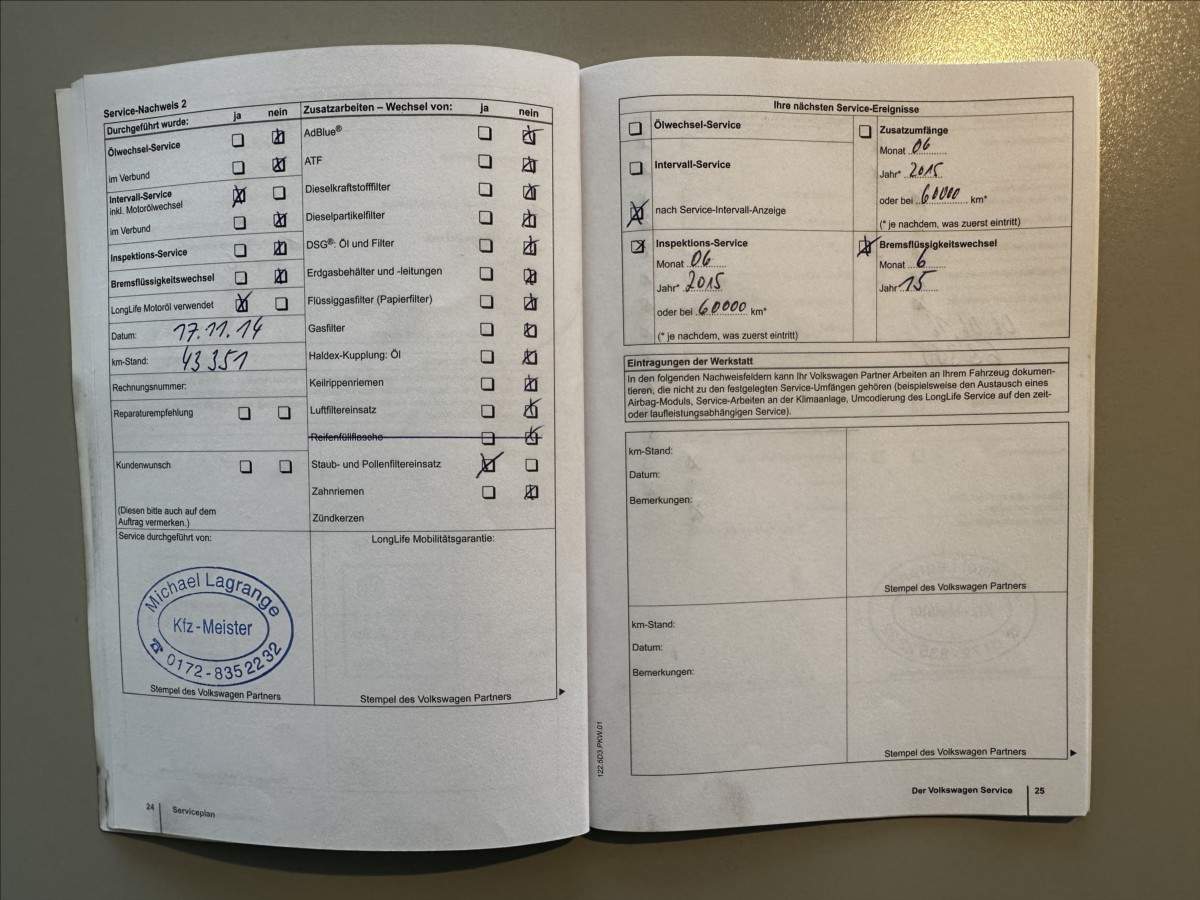 Service-Nachweis 2
Durchgeführt wurde:
ja
nein
Ölwechsel-Service
im Verbund
Intervall-Service
inkl. Motorölwechsel
im Verbund
Inspektions-Service
Bremsflüssigkeitswechsel
LongLife Motoröl verwendet
Datum: 17.11.14
km-Stand: 43 351
Rechnungsnummer:
Reparaturempfehlung
Kundenwunsch
(Diesen bitte auch auf dem
Auftrag vermerken.)
Zusatzarbeiten – Wechsel von:
ja
nein
AdBlue®
ATF
Dieselkraftstofffilter
Dieselpartikelfilter
DSG®: Öl und Filter
Erdgasbehälter und -leitungen
Flüssiggasfilter (Papierfilter)
Gasfilter
Haldex-Kupplung: Öl
Keilrippenriemen
Luftfiltereinsatz
Reifenfüllflasche
Staub- und Pollenfiltereinsatz
Zahnriemen
Zündkerzen
Service durchgeführt von:
Michael Lagrange
Kfz-Meister
☎ 0172-835 22 32
Stempel des Volkswagen Partners
LongLife Mobilitätsgarantie:
Stempel des Volkswagen Partners
24
Serviceplan
Ihre nächsten Service-Ereignisse
Ölwechsel-Service
Intervall-Service
nach Service-Intervall-Anzeige
Zusatzumfänge
Monat 06
Jahr* 2015
oder bei 60000 km*
(* je nachdem, was zuerst eintritt)
Inspektions-Service
Monat 06
Jahr* 2015
oder bei 60000 km*
(* je nachdem, was zuerst eintritt)
Bremsflüssigkeitswechsel
Monat 6
Jahr 15
Eintragungen der Werkstatt
In den folgenden Nachweisfeldern kann Ihr Volkswagen Partner Arbeiten an Ihrem Fahrzeug dokumen-
tieren, die nicht zu den festgelegten Service-Umfängen gehören (beispielsweise den Austausch eines
Airbag-Moduls, Service-Arbeiten an der Klimaanlage, Umcodierung des LongLife Service auf den zeit-
oder laufleistungsabhängigen Service).
km-Stand:
Datum:
Bemerkungen:
Stempel des Volkswagen Partners
km-Stand:
Datum:
Bemerkungen:
Stempel des Volkswagen Partners
122.5D3.PKW.01
Der Volkswagen Service
25